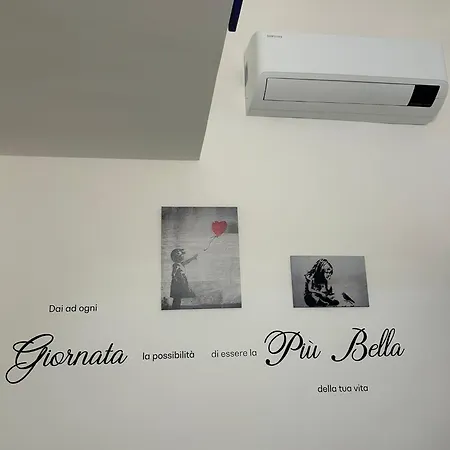 Dai ad ogni
Giornata la possibilità di essere la Più Bella
della tua vita